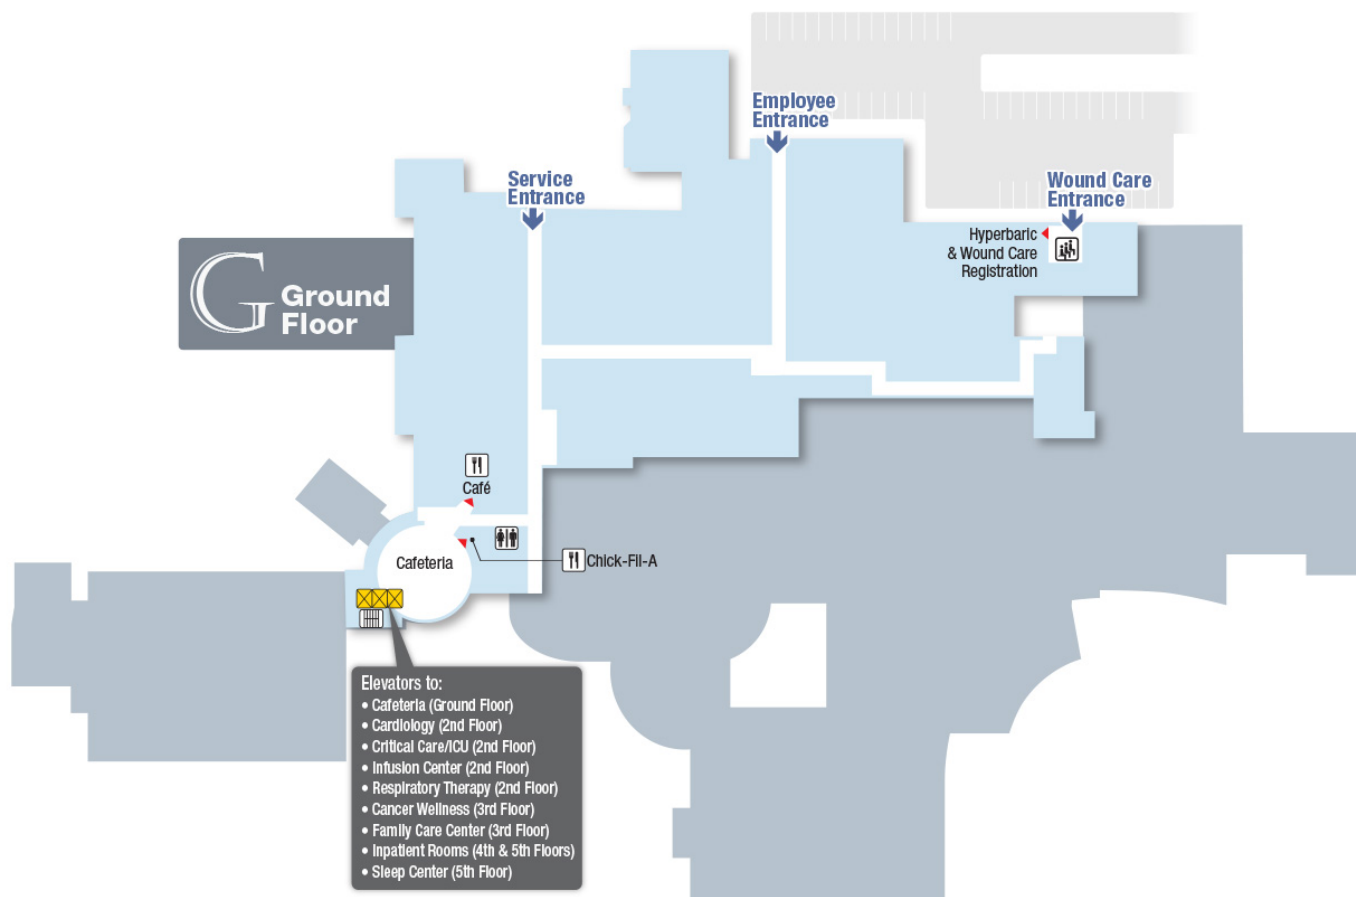 Employee
Entrance
Service
Entrance
Wound Care
Entrance
Hyperbaric
& Wound Care
Registration
G
Ground
Floor
Café
Cafeteria
Chick-Fil-A
Elevators to:
• Cafeteria (Ground Floor)
• Cardiology (2nd Floor)
• Critical Care/ICU (2nd Floor)
• Infusion Center (2nd Floor)
• Respiratory Therapy (2nd Floor)
• Cancer Wellness (3rd Floor)
• Family Care Center (3rd Floor)
• Inpatient Rooms (4th & 5th Floors)
• Sleep Center (5th Floor)